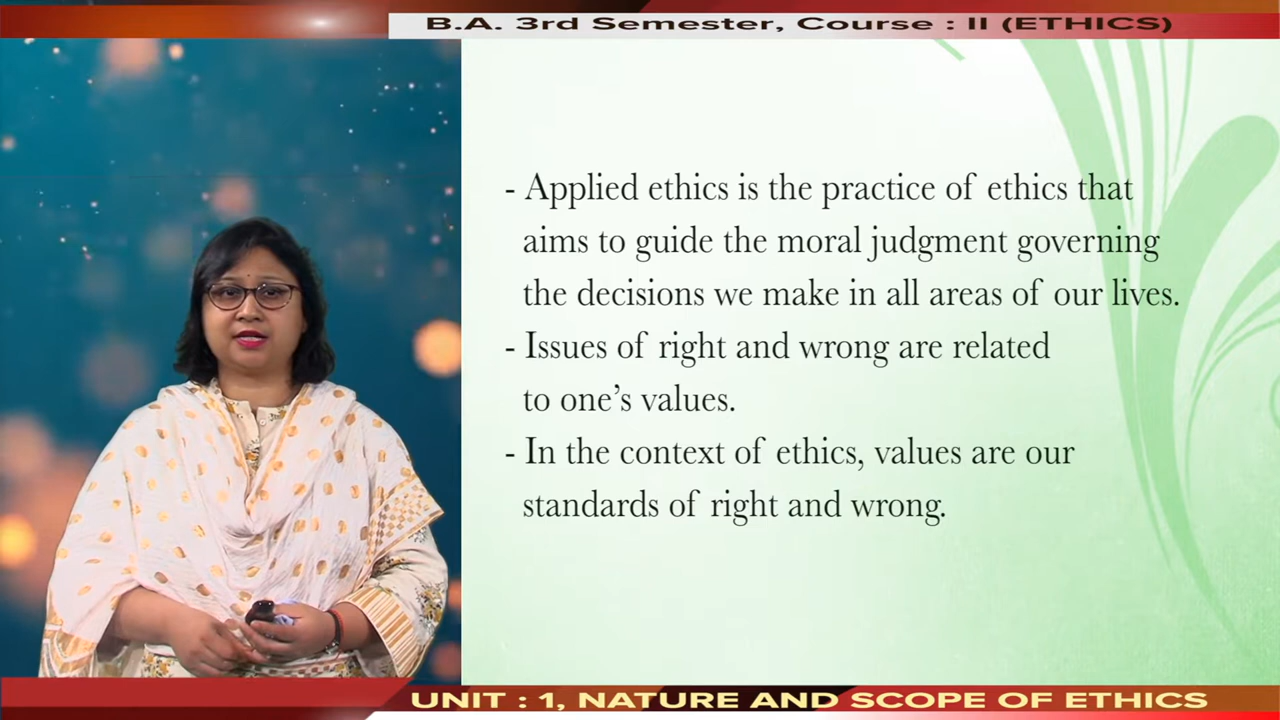 B.A. 3rd Semester, Course : II (ETHICS)
- Applied ethics is the practice of ethics that
aims to guide the moral judgment governing
the decisions we make in all areas of our lives.
- Issues of right and wrong are related
to one’s values.
- In the context of ethics, values are our
standards of right and wrong.
UNIT : 1, NATURE AND SCOPE OF ETHICS